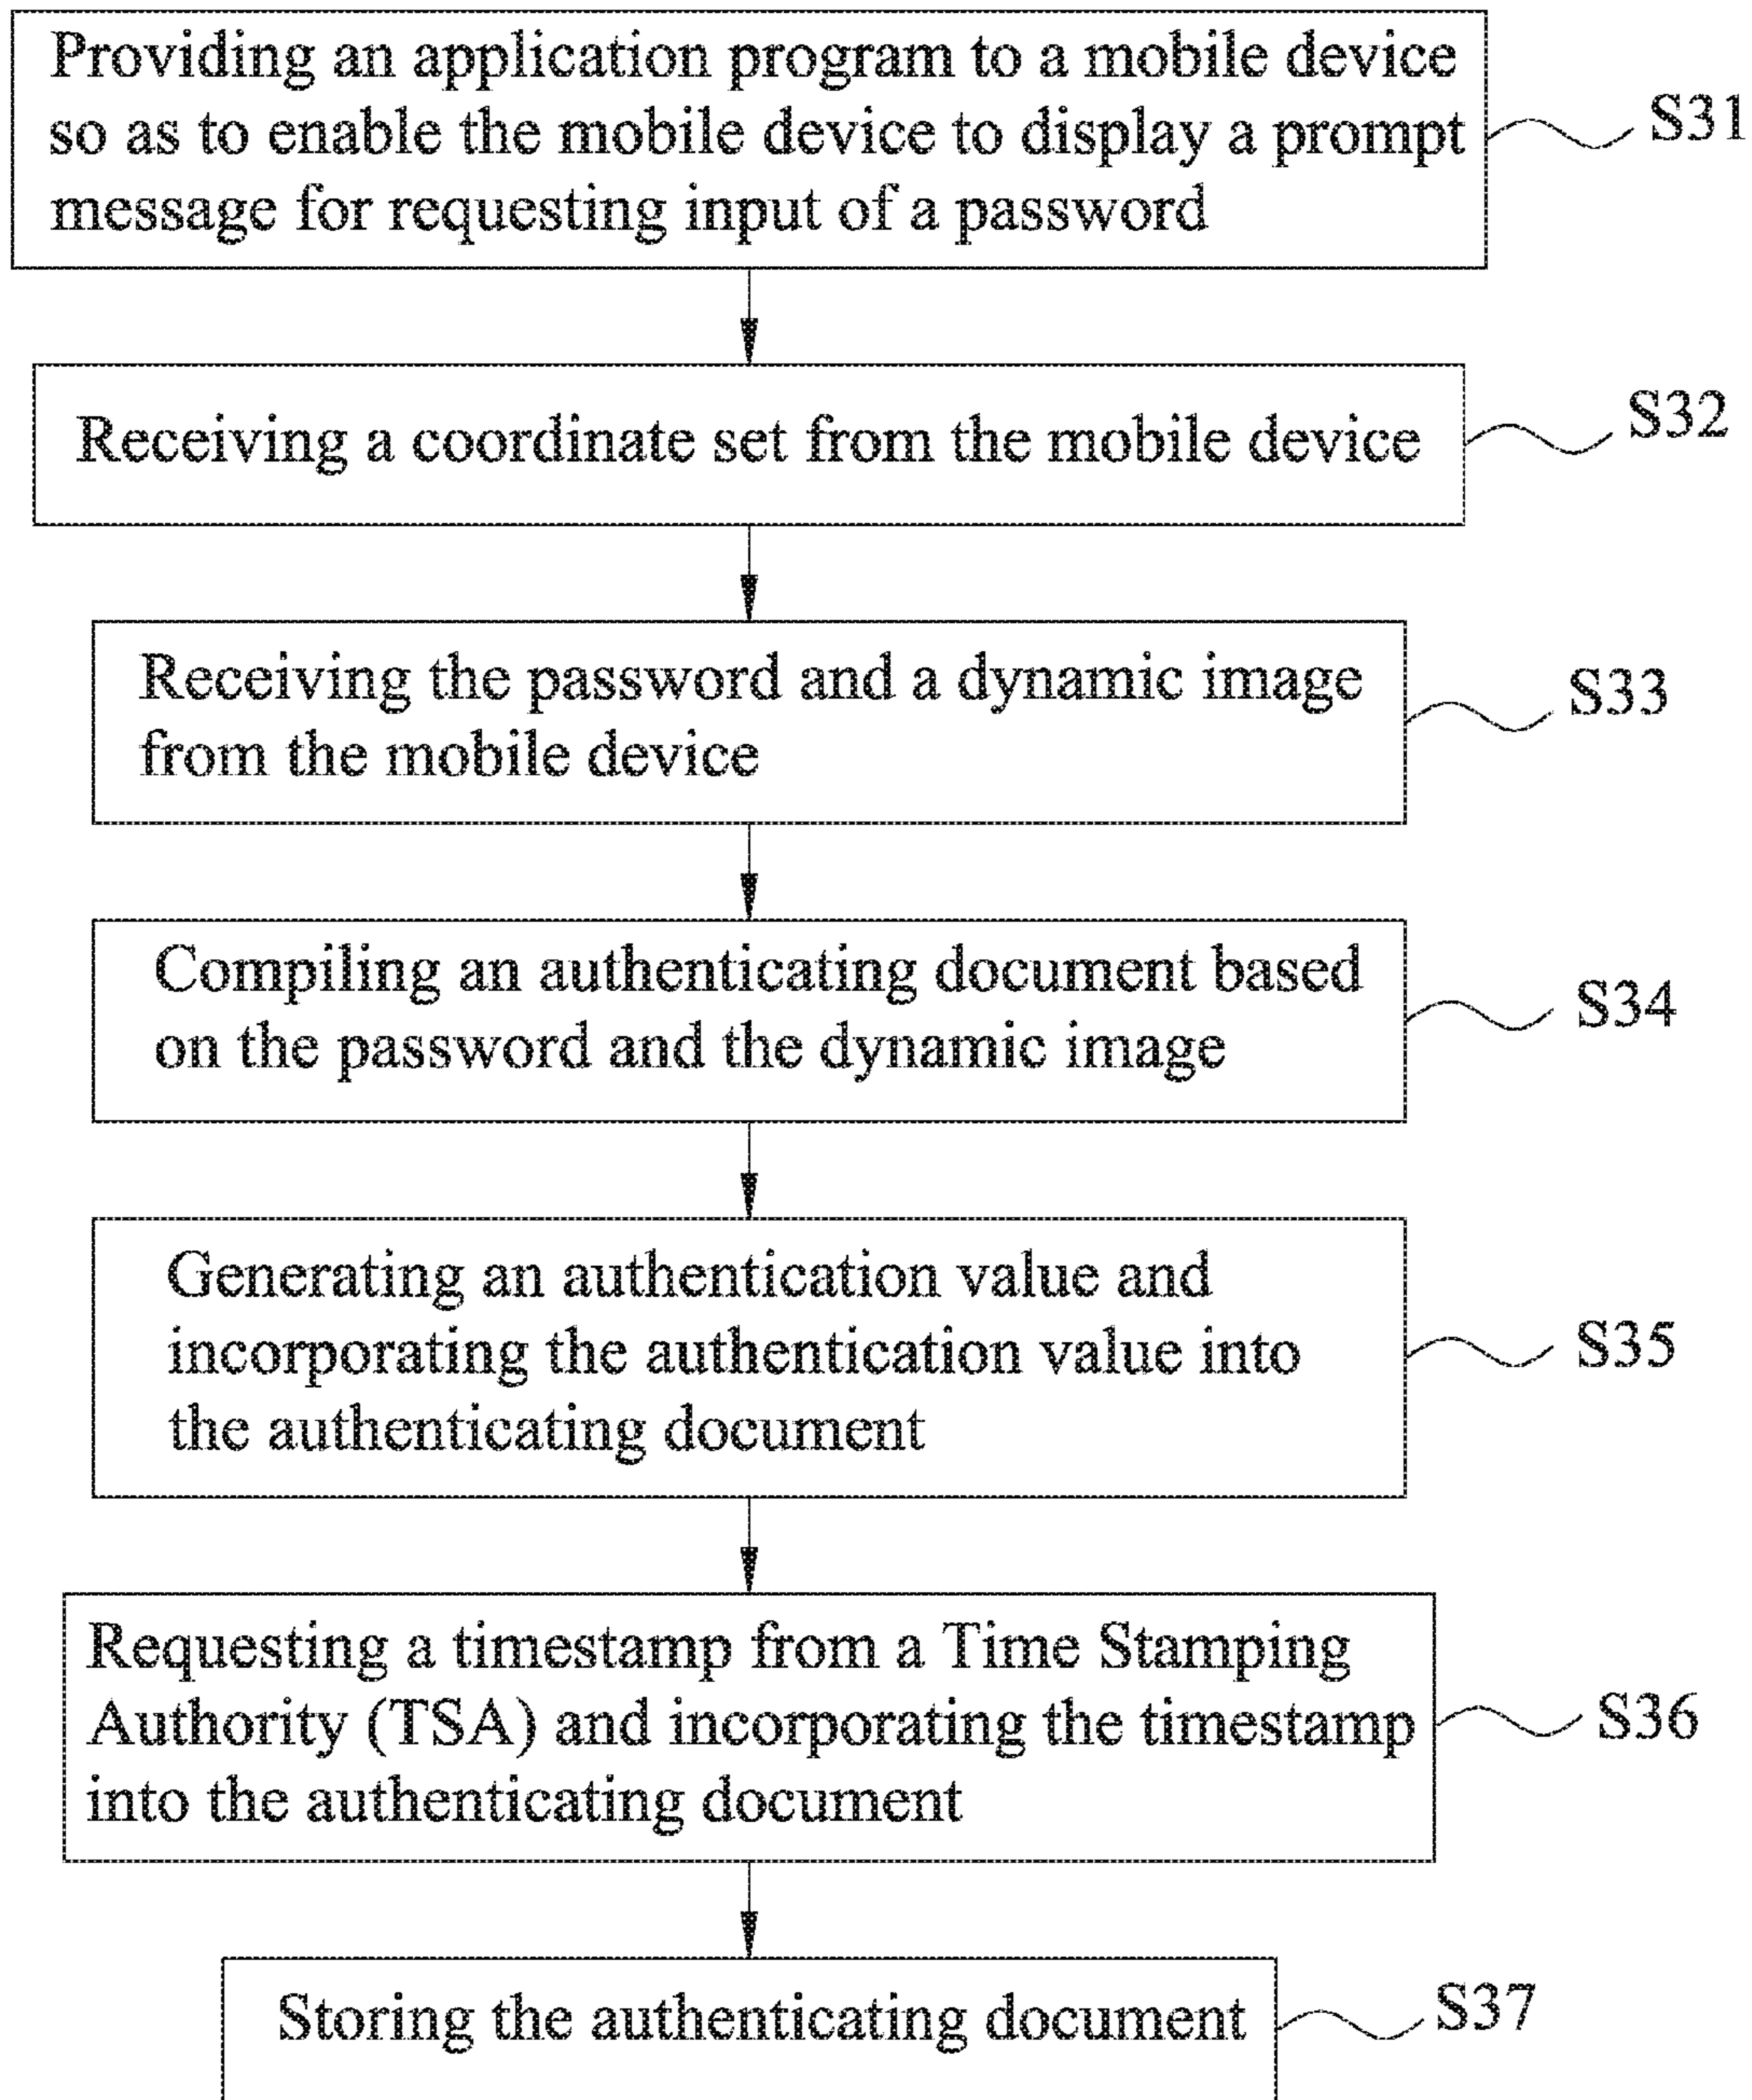 Providing an application program to a mobile device
so as to enable the mobile device to display a prompt
message for requesting input of a password
S31
Receiving a coordinate set from the mobile device
S32
Receiving the password and a dynamic image
from the mobile device
S33
Compiling an authenticating document based
on the password and the dynamic image
S34
Generating an authentication value and
incorporating the authentication value into
the authenticating document
S35
Requesting a timestamp from a Time Stamping
Authority (TSA) and incorporating the timestamp
into the authenticating document
S36
Storing the authenticating document
S37